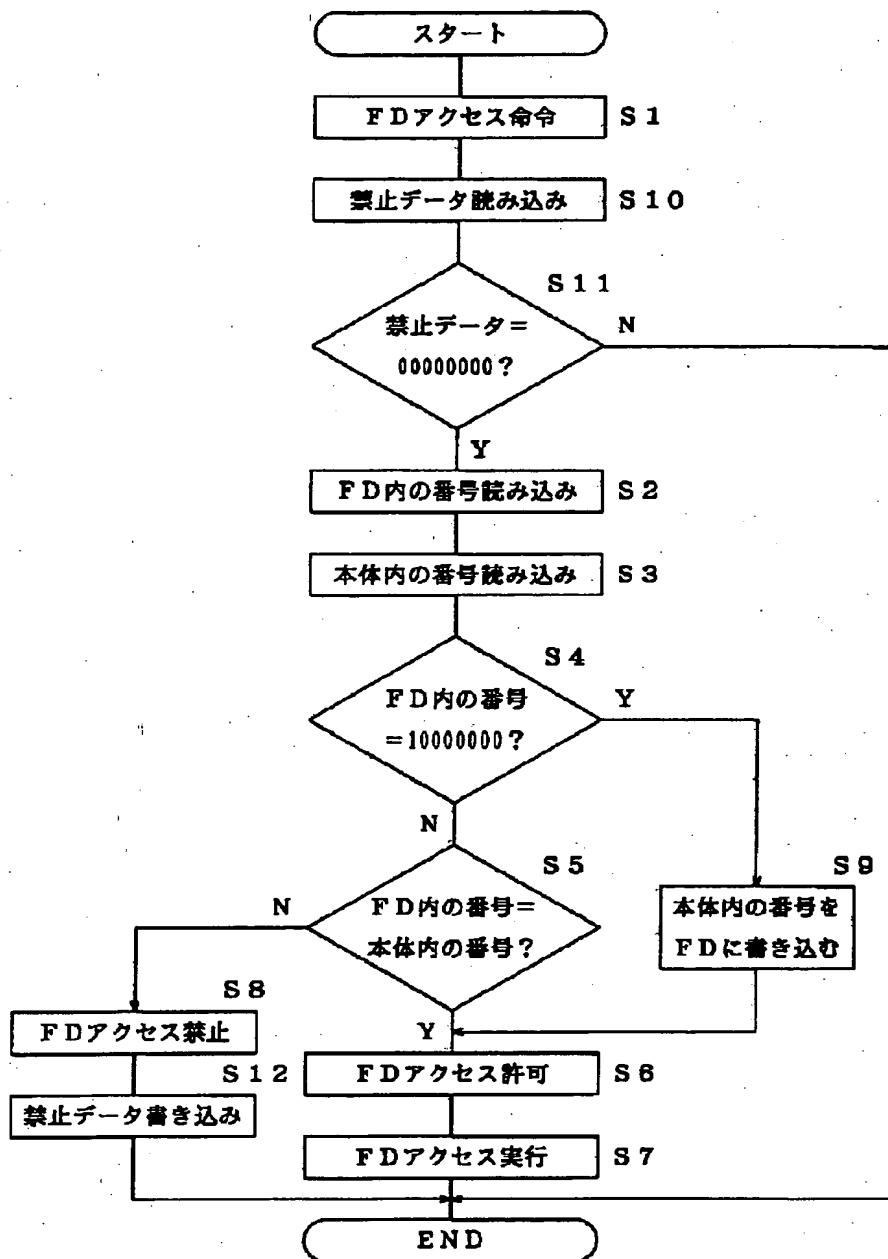 スタート
FDアクセス命令 S1
禁止データ読み込み S10
S11
禁止データ= N
00000000?
Y
FD内の番号読み込み S2
本体内の番号読み込み S3
S4
FD内の番号 Y
=10000000?
N
S5 S9
N FD内の番号= 本体内の番号を
本体内の番号? FDに書き込む
S8
FDアクセス禁止 Y
S12 FDアクセス許可 S6
禁止データ書き込み
FDアクセス実行 S7
END